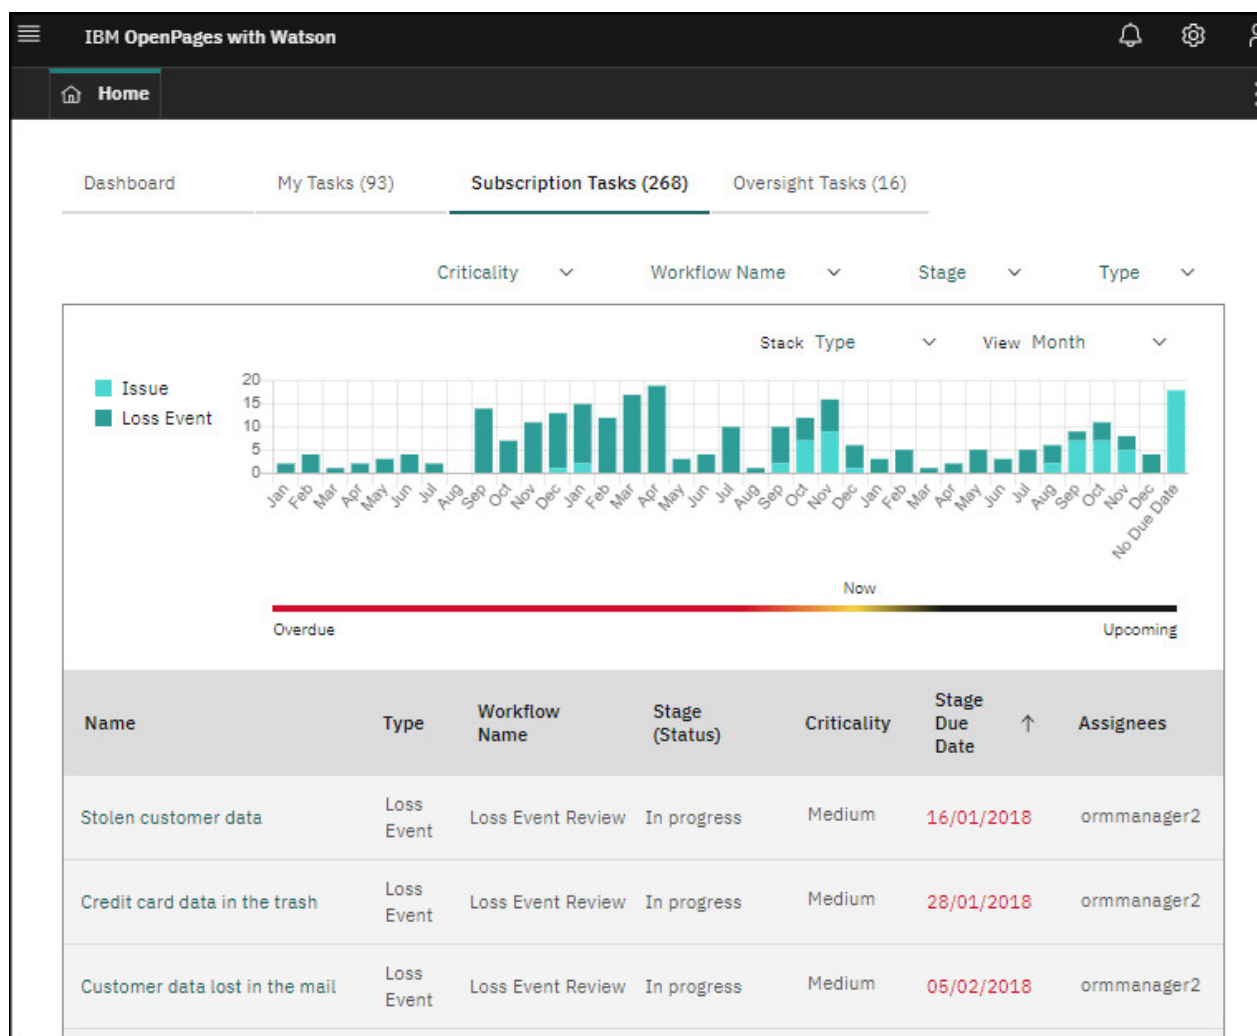 IBM OpenPages with Watson
Home
Dashboard
My Tasks (93)
Subscription Tasks (268)
Oversight Tasks (16)
Criticality
Workflow Name
Stage
Type
Stack Type
View Month
Issue
Loss Event
20
15
10
5
0
Jan
Feb
Mar
Apr
May
Jun
Jul
Aug
Sep
Oct
Nov
Dec
Jan
Feb
Mar
Apr
May
Jun
Jul
Aug
Sep
Oct
Nov
Dec
Jan
Feb
Mar
Apr
May
Jun
Jul
Aug
Sep
Oct
Nov
Dec
No Due Date
Now
Overdue
Upcoming
Name
Type
Workflow
Name
Stage
(Status)
Criticality
Stage
Due
Date
Assignees
Stolen customer data
Loss
Event
Loss Event Review
In progress
Medium
16/01/2018
ormmanager2
Credit card data in the trash
Loss
Event
Loss Event Review
In progress
Medium
28/01/2018
ormmanager2
Customer data lost in the mail
Loss
Event
Loss Event Review
In progress
Medium
05/02/2018
ormmanager2